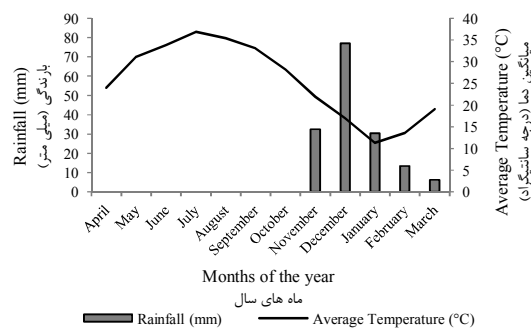 90
80
70
60
50
40
30
20
10
0
Rainfall (mm)
بارندگی (میلی متر)
40
35
30
25
20
15
10
5
0
Average Temperature (°C)
میانگین دما (درجه سانتیگراد)
April
May
June
July
August
September
October
November
December
January
February
March
Months of the year
ماه های سال
Rainfall (mm)
Average Temperature (°C)